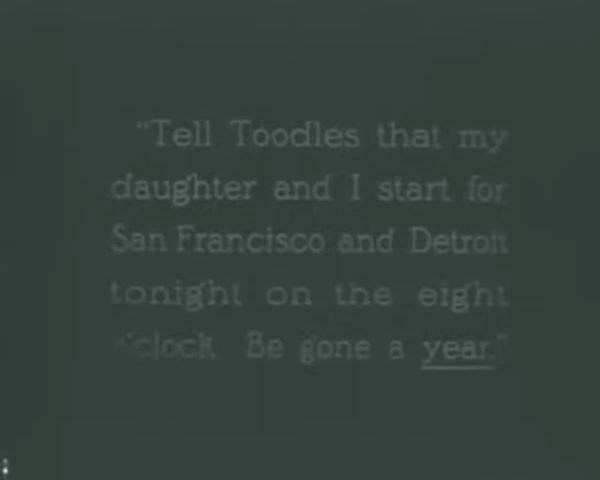 "Tell Toodles that my
daughter and I start for
San Francisco and Detroit
tonight on the eight
o'clock. Be gone a year."